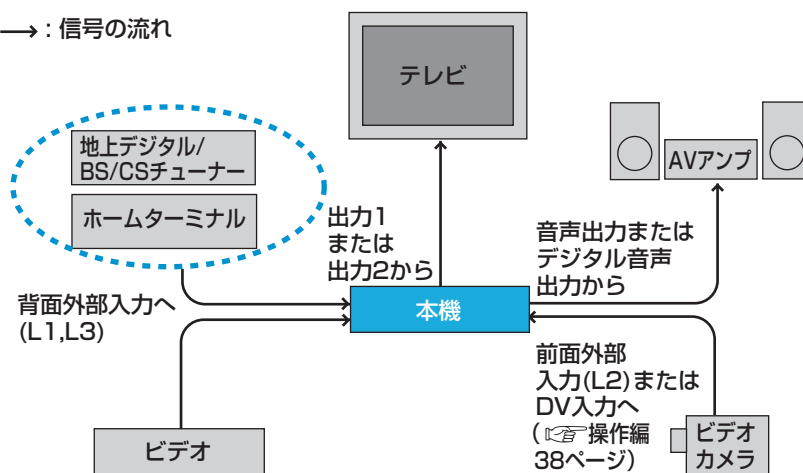 →：信号の流れ
テレビ
地上デジタル/
BS/CSチューナー
ホームターミナル
AVアンプ
出力1
または
出力2から
音声出力または
デジタル音声
出力から
背面外部入力へ
(L1,L3)
本機
前面外部
入力(L2)または
DV入力へ
(☞操作編
38ページ)
ビデオ
ビデオ
カメラ